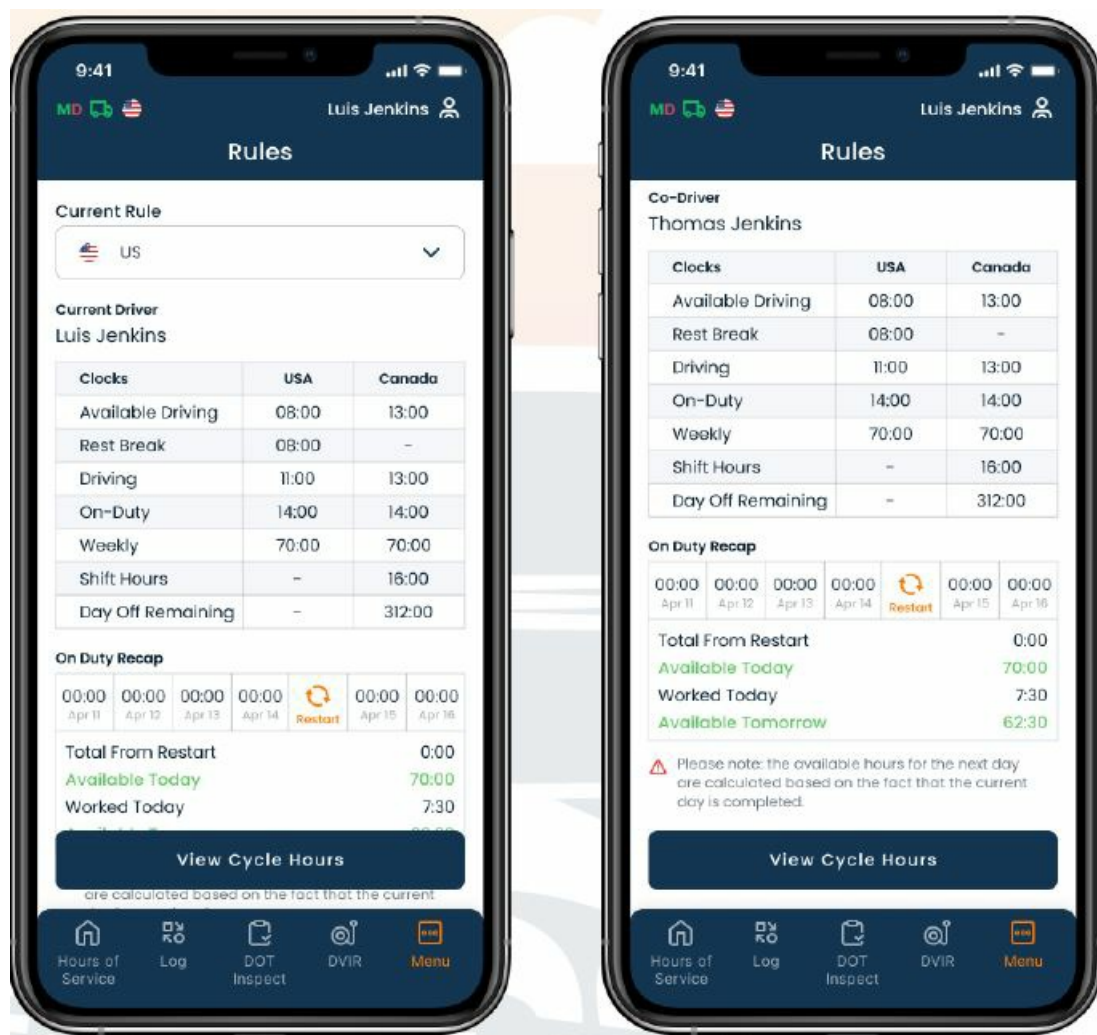 9:41
MD Luis Jenkins
Rules
Current Rule
US
Current Driver
Luis Jenkins
Clocks USA Canada
Available Driving 08:00 13:00
Rest Break 08:00 -
Driving 11:00 13:00
On-Duty 14:00 14:00
Weekly 70:00 70:00
Shift Hours - 16:00
Day Off Remaining - 312:00
On Duty Recap
00:00 00:00 00:00 00:00 00:00 00:00
Apr 11 Apr 12 Apr 13 Apr 14 Restart Apr 15 Apr 16
Total From Restart 0:00
Available Today 70:00
Worked Today 7:30
View Cycle Hours
are calculated based on the fact that the current
Hours of Service Log DOT Inspect DVIR Menu
9:41
MD Luis Jenkins
Rules
Co-Driver
Thomas Jenkins
Clocks USA Canada
Available Driving 08:00 13:00
Rest Break 08:00 -
Driving 11:00 13:00
On-Duty 14:00 14:00
Weekly 70:00 70:00
Shift Hours - 16:00
Day Off Remaining - 312:00
On Duty Recap
00:00 00:00 00:00 00:00 00:00 00:00
Apr 11 Apr 12 Apr 13 Apr 14 Restart Apr 15 Apr 16
Total From Restart 0:00
Available Today 70:00
Worked Today 7:30
Available Tomorrow 62:30
Please note: the available hours for the next day
are calculated based on the fact that the current
day is completed.
View Cycle Hours
Hours of Service Log DOT Inspect DVIR Menu